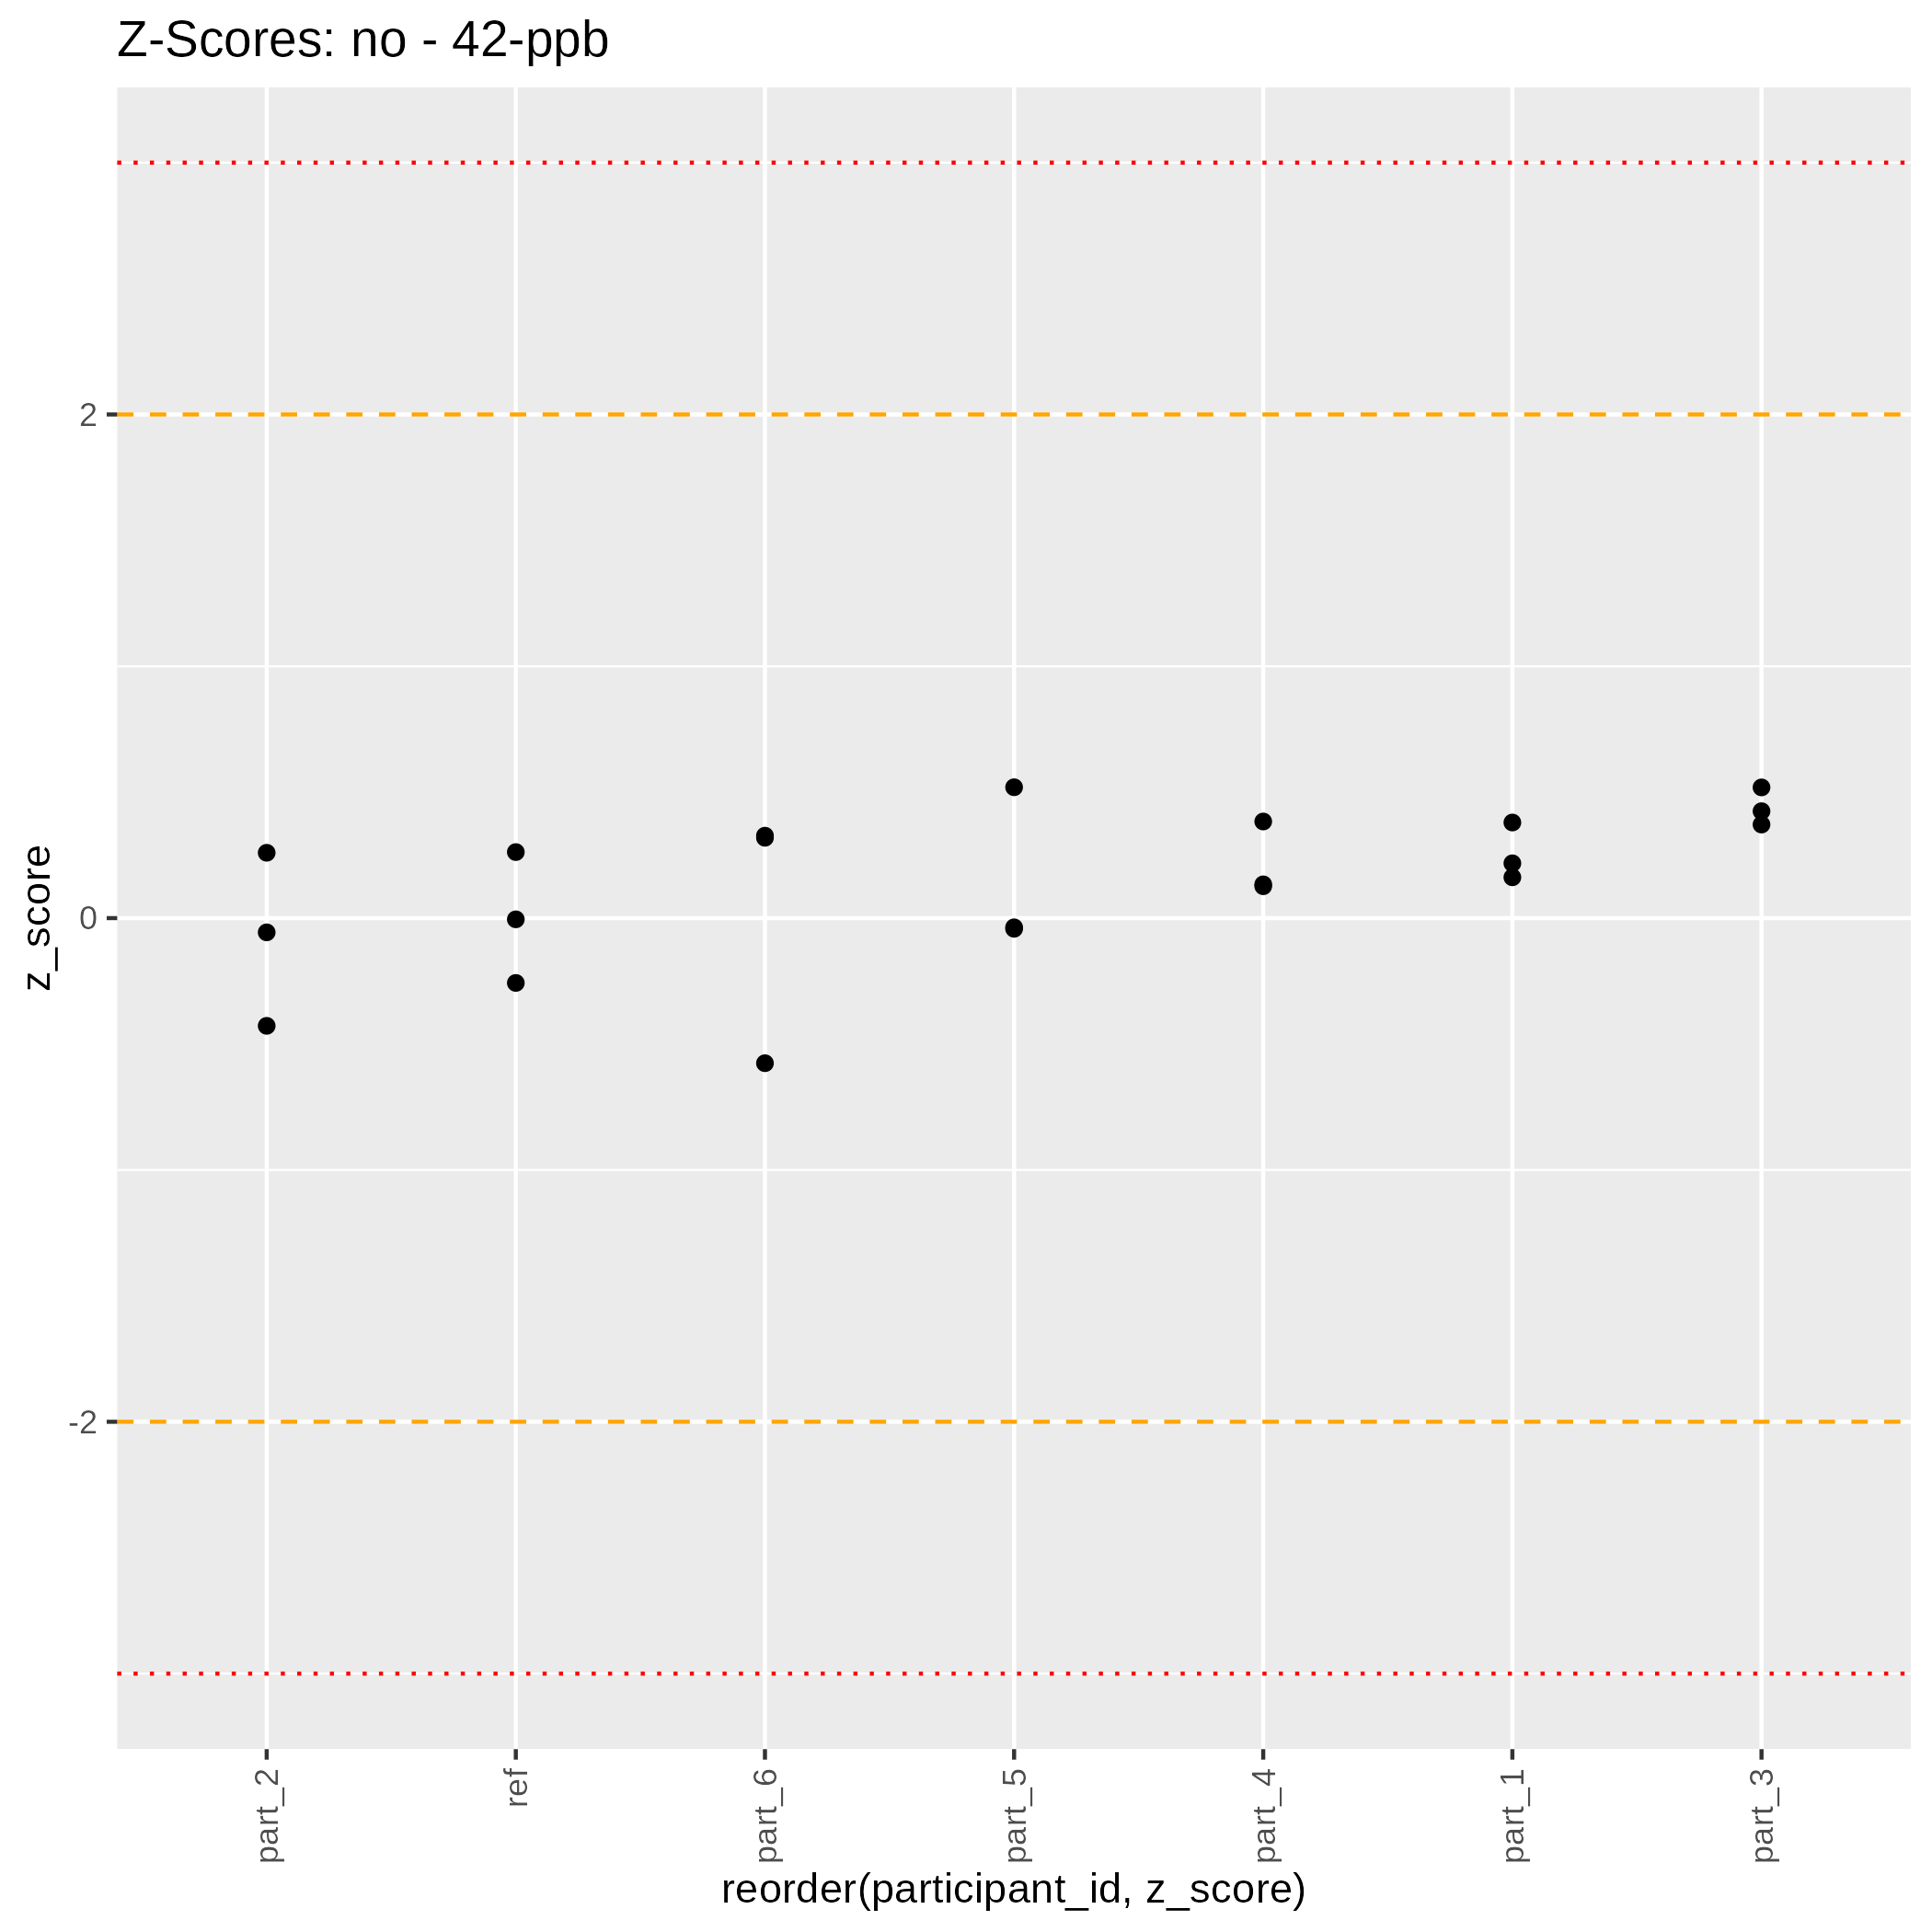 Z-Scores: no - 42-ppb
z_score
2
0
-2
part_2
ref
part_6
part_5
part_4
part_1
part_3
reorder(participant_id, z_score)